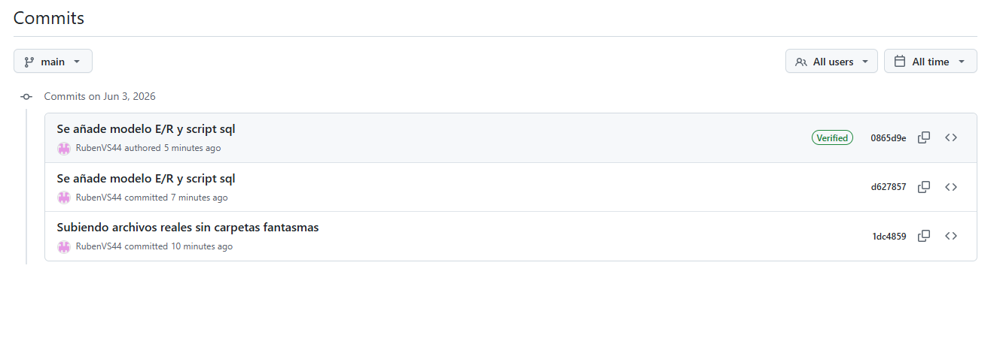 Commits
main
All users
All time
Commits on Jun 3, 2026
Se añade modelo E/R y script sql
RubenVS44 authored 5 minutes ago
Verified
0865d9e
Se añade modelo E/R y script sql
RubenVS44 committed 7 minutes ago
d627857
Subiendo archivos reales sin carpetas fantasmas
RubenVS44 committed 10 minutes ago
1dc4859